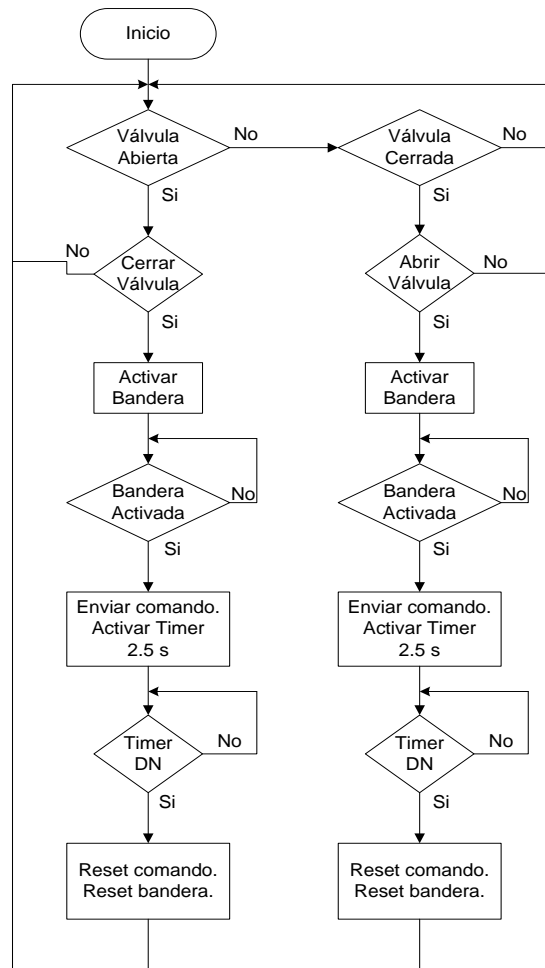 Inicio
Válvula
Abierta
No
Válvula
Cerrada
No
Si
Si
No
Cerrar
Válvula
Abrir
Válvula
No
Si
Si
Activar
Bandera
Activar
Bandera
Bandera
Activada
No
Bandera
Activada
No
Si
Si
Enviar comando.
Activar Timer
2.5 s
Enviar comando.
Activar Timer
2.5 s
Timer
DN
No
Timer
DN
No
Si
Si
Reset comando.
Reset bandera.
Reset comando.
Reset bandera.